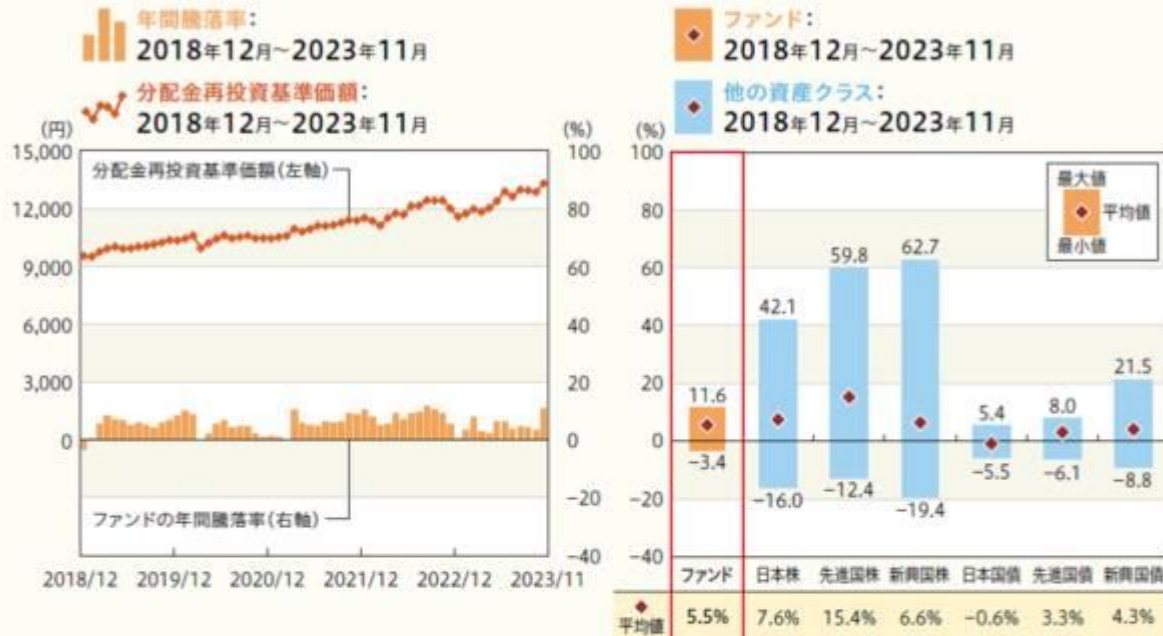 年間騰落率：
2018年12月～2023年11月
分配金再投資基準価額：
2018年12月～2023年11月
(円)
(%)
15,000
12,000
9,000
6,000
3,000
0
100
80
60
40
20
0
−20
−40
分配金再投資基準価額(左軸)
ファンドの年間騰落率(右軸)
2018/12 2019/12 2020/12 2021/12 2022/12 2023/11
ファンド：
2018年12月～2023年11月
他の資産クラス：
2018年12月～2023年11月
(%)
100
80
60
40
20
0
−20
−40
最大値
平均値
最小値
11.6
−3.4
42.1
−16.0
59.8
−12.4
62.7
−19.4
5.4
−5.5
8.0
−6.1
21.5
−8.8
ファンド 日本株 先進国株 新興国株 日本国債 先進国債 新興国債
平均値 5.5% 7.6% 15.4% 6.6% −0.6% 3.3% 4.3%